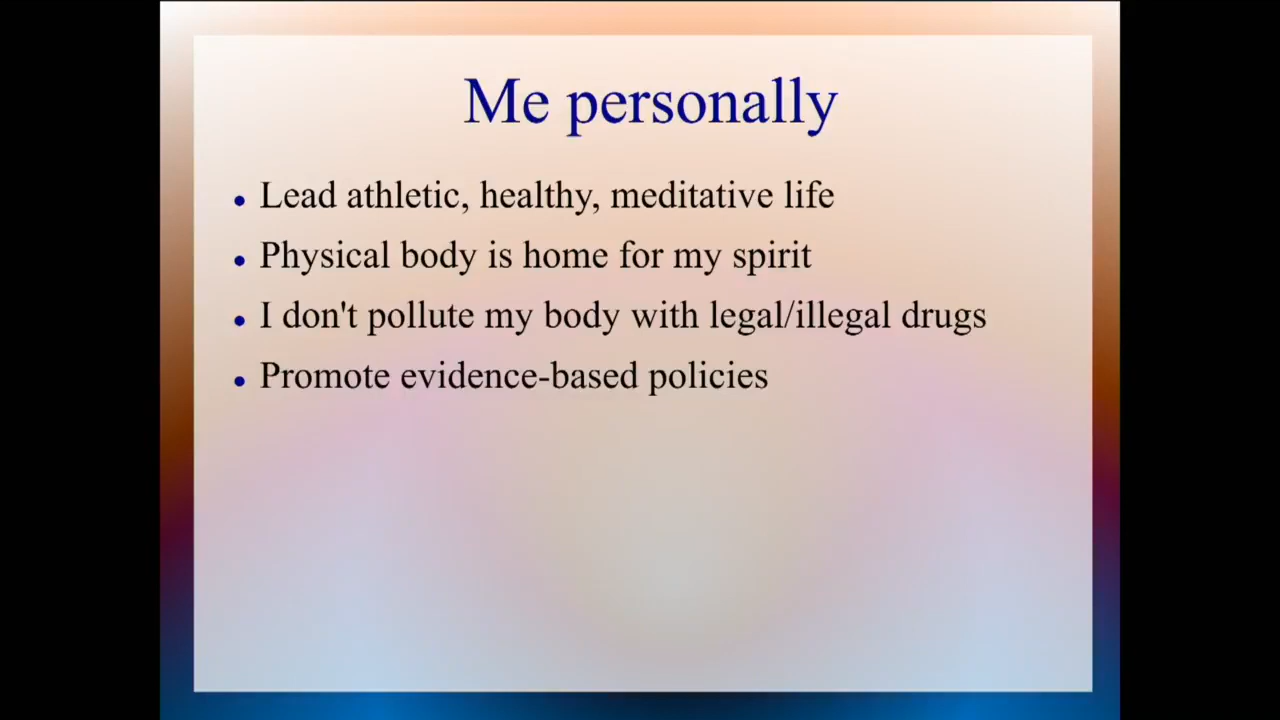 Me personally
• Lead athletic, healthy, meditative life
• Physical body is home for my spirit
• I don't pollute my body with legal/illegal drugs
• Promote evidence-based policies